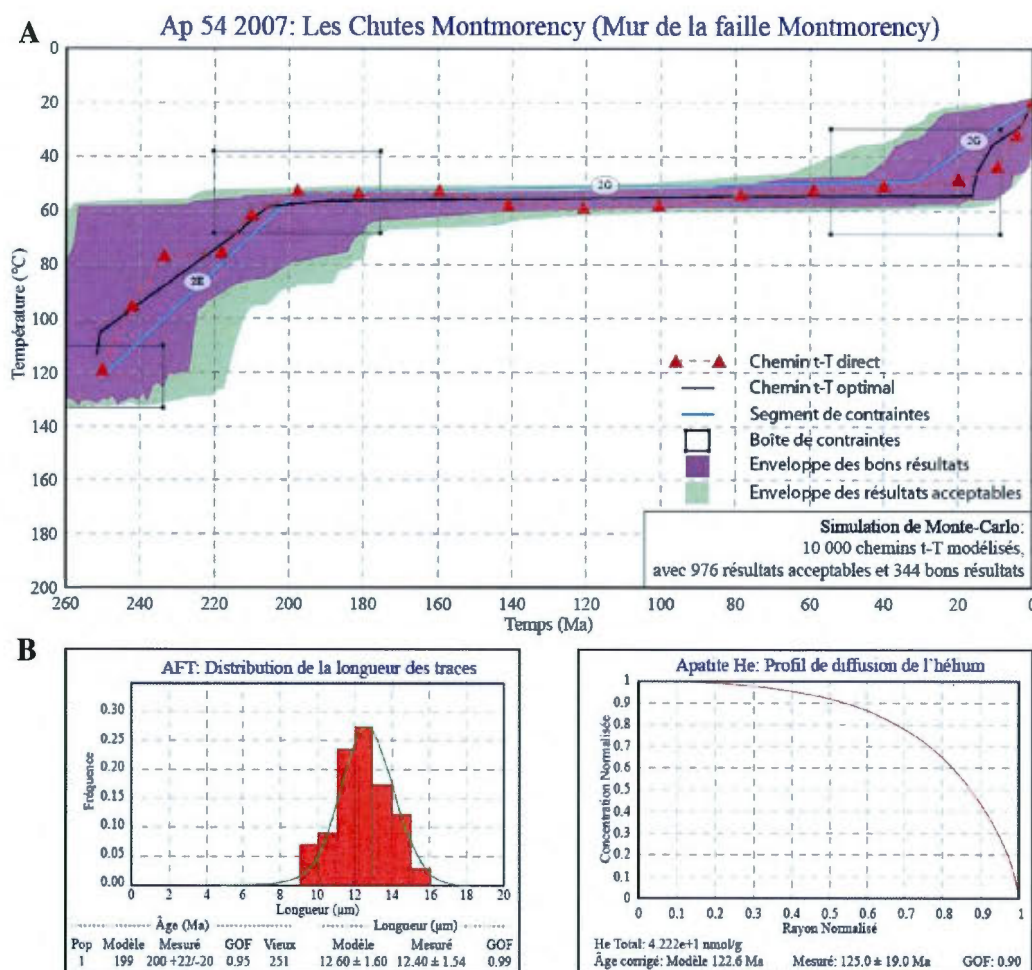 A
Ap 54 2007: Les Chutes Montmorency (Mur de la faille Montmorency)
0
20
40
60
80
100
120
140
160
180
200
Température (°C)
2E
2G
2G
Chemin t-T direct
Chemin t-T optimal
Segment de contraintes
Boîte de contraintes
Enveloppe des bons résultats
Enveloppe des résultats acceptables
Simulation de Monte-Carlo:
10 000 chemins t-T modélisés,
avec 976 résultats acceptables et 344 bons résultats
260 240 220 200 180 160 140 120 100 80 60 40 20 0
Temps (Ma)
B
AFT: Distribution de la longueur des traces
0.30
0.25
0.20
0.15
0.10
0.05
0.00
Fréquence
0 2 4 6 8 10 12 14 16 18 20
Longueur (µm)
Âge (Ma) Longueur (µm)
Pop Modèle Mesuré GOF Vieux Modèle Mesuré GOF
1 199 200 +22/-20 0.95 251 12.60 ± 1.60 12.40 ± 1.54 0.99
Apatite He: Profil de diffusion de l'hélium
1
0.9
0.8
0.7
0.6
0.5
0.4
0.3
0.2
0.1
0
Concentration Normalisée
0 0.1 0.2 0.3 0.4 0.5 0.6 0.7 0.8 0.9 1
Rayon Normalisé
He Total: 4.222e+1 nmol/g
Âge corrigé: Modèle 122.6 Ma Mesuré: 125.0 ± 19.0 Ma GOF: 0.90